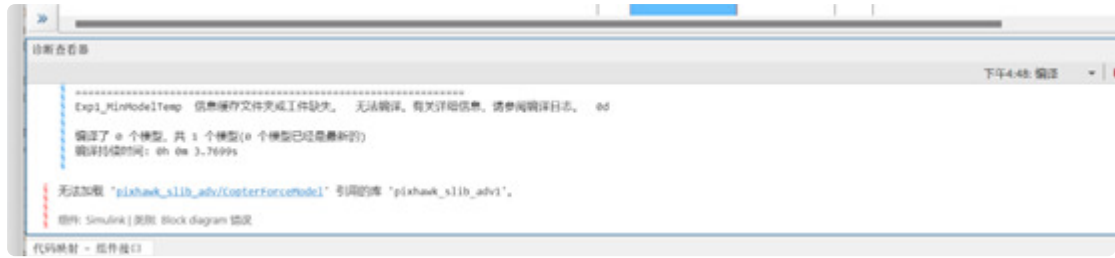 诊断查看器
下午4:48: 编译
Exp1_MinModelTemp 信息缓存文件夹或工件缺失。 无法编译。有关详细信息，请参阅编译日志。 0d
编译了 0 个模型，共 1 个模型(0 个模型已经是最新的)
编译持续时间: 0h 0m 3.7699s
无法加载 'pixhawk_slib_adv/CopterForceModel' 引用的库 'pixhawk_slib_adv1'。
组件: Simulink | 类别: Block diagram 错误
代码映射 - 组件接口